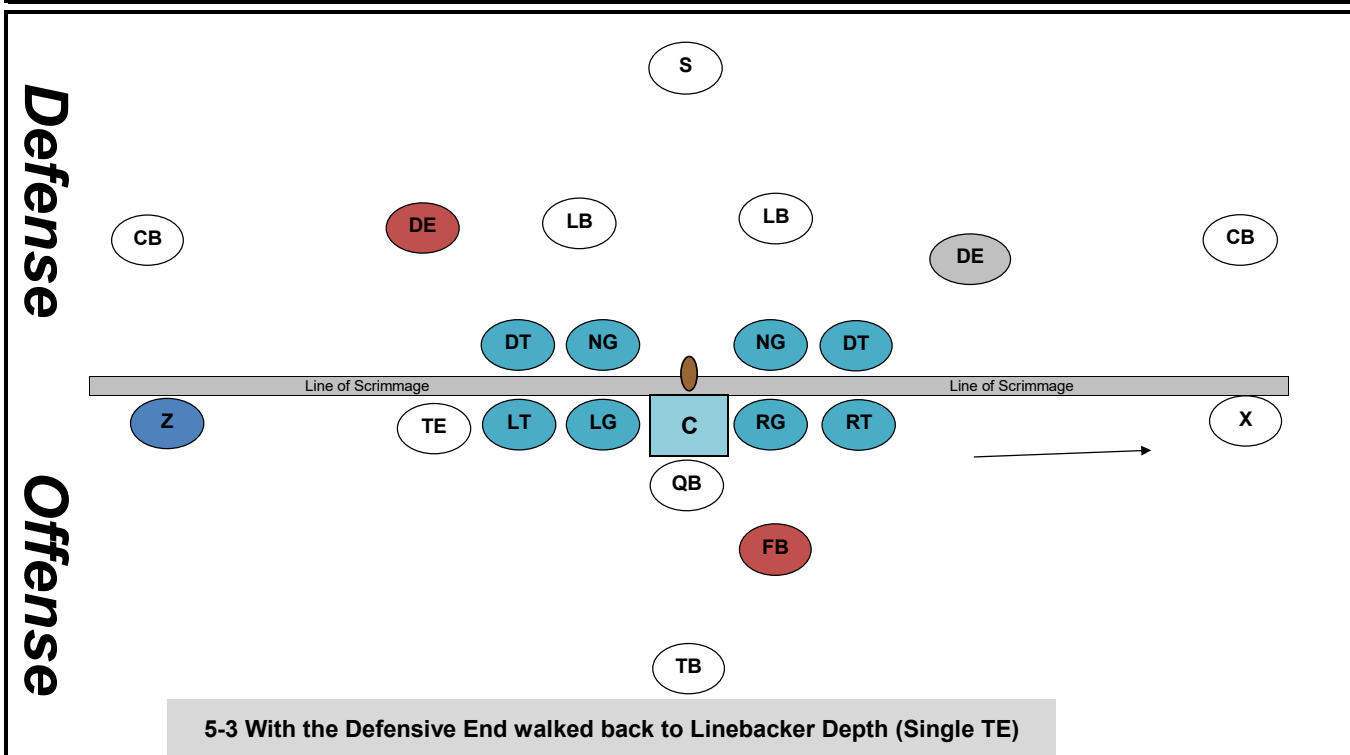 Defense
S
CB
DE
LB
LB
DE
CB
DT
NG
NG
DT
Line of Scrimmage
Line of Scrimmage
Z
TE
LT
LG
C
RG
RT
X
QB
FB
TB
Offense
5-3 With the Defensive End walked back to Linebacker Depth (Single TE)